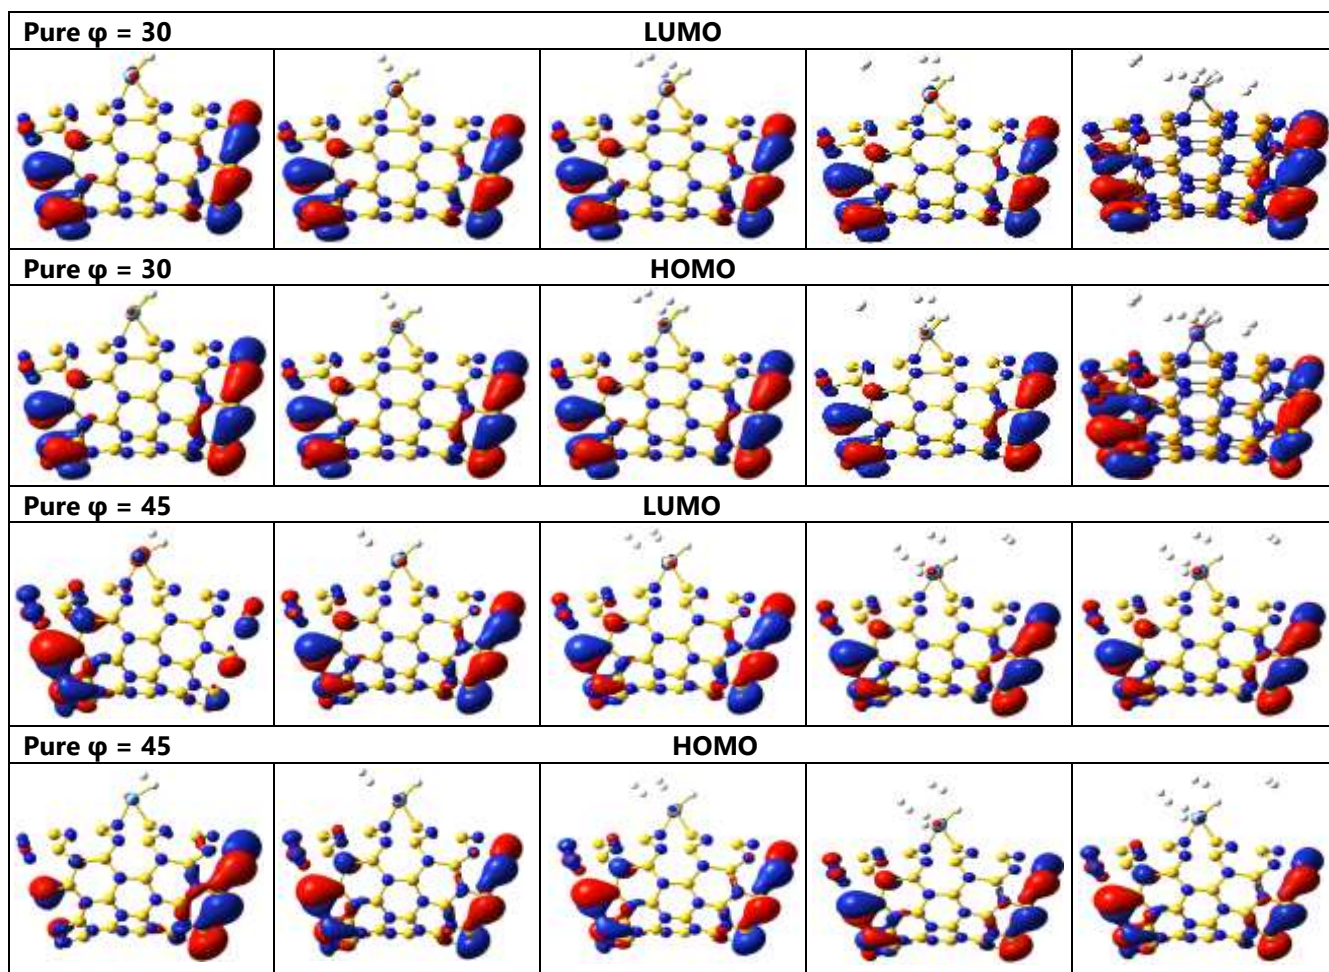 Pure φ = 30 LUMO
Pure φ = 30 HOMO
Pure φ = 45 LUMO
Pure φ = 45 HOMO